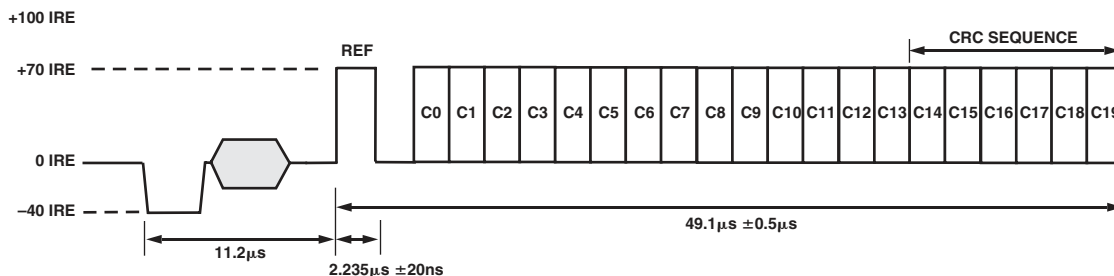 +100 IRE
REF
CRC SEQUENCE
+70 IRE
C0 C1 C2 C3 C4 C5 C6 C7 C8 C9 C10 C11 C12 C13 C14 C15 C16 C17 C18 C19
0 IRE
–40 IRE
49.1µs ±0.5µs
11.2µs
2.235µs ±20ns